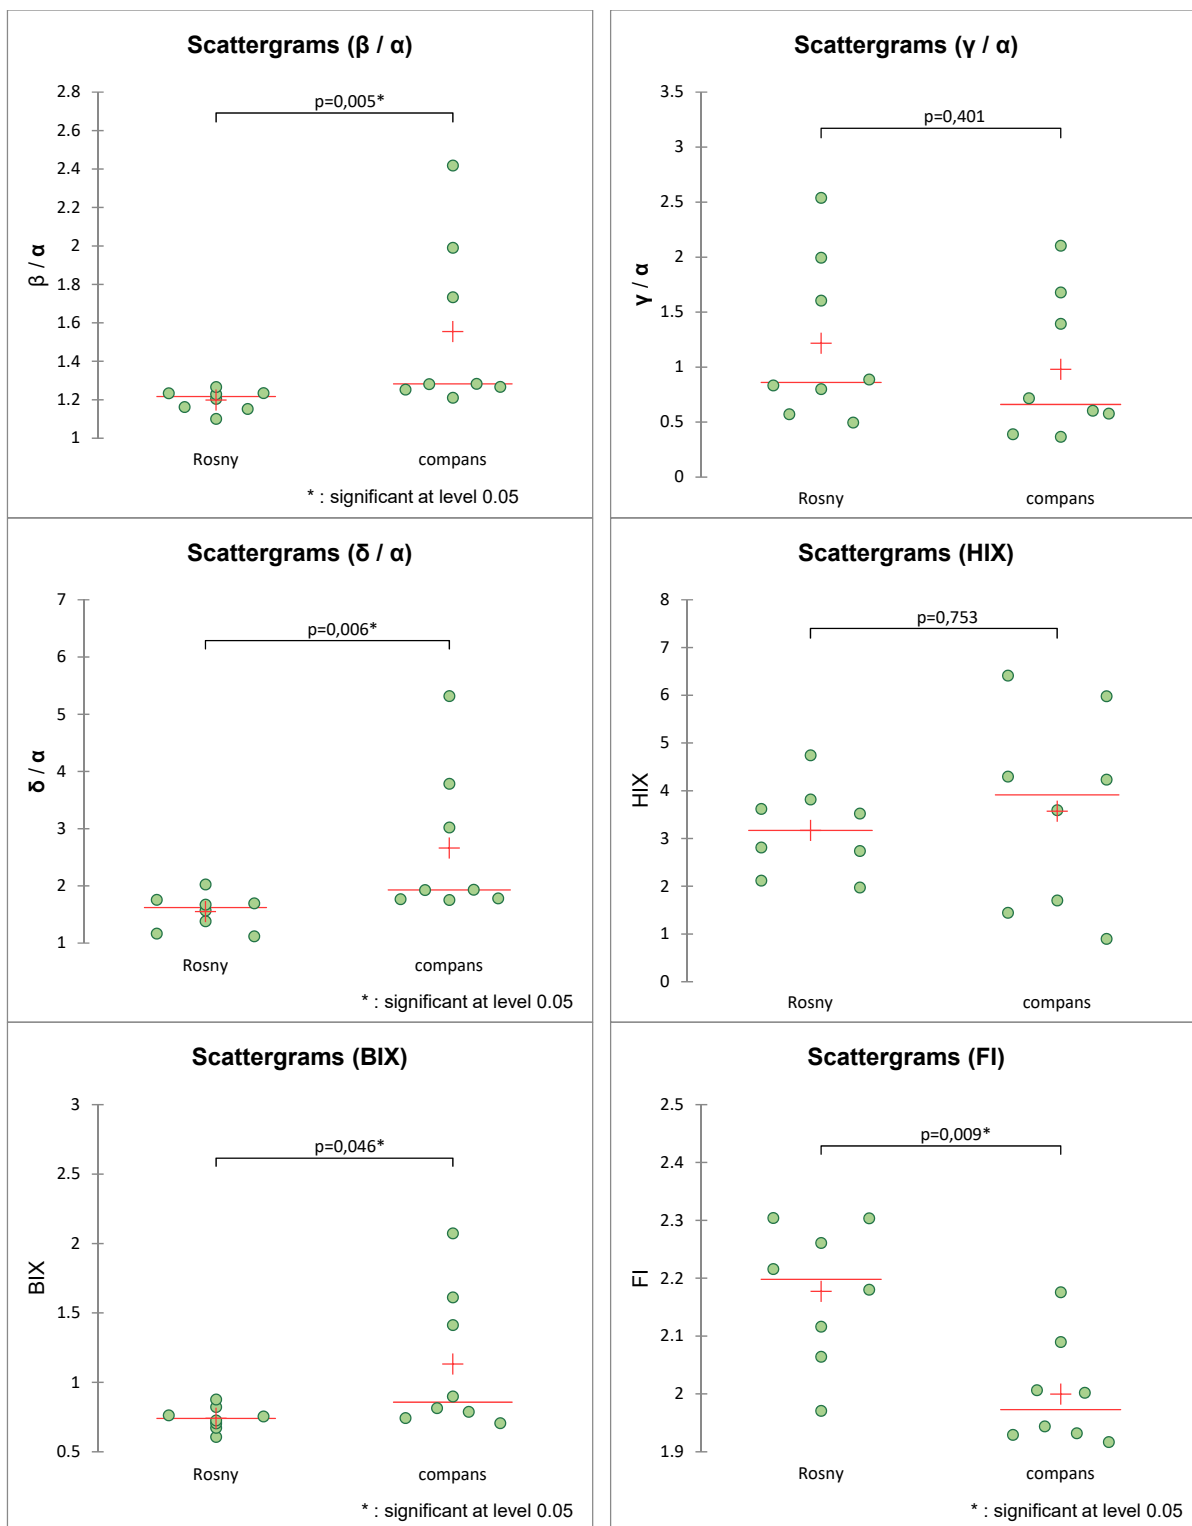 Scattergrams (β / α)
2.8
2.6
2.4
2.2
2
1.8
1.6
1.4
1.2
1
β / α
p=0,005*
Rosny
compans
* : significant at level 0.05
Scattergrams (γ / α)
3.5
3
2.5
2
1.5
1
0.5
0
γ / α
p=0,401
Rosny
compans
Scattergrams (δ / α)
7
6
5
4
3
2
1
δ / α
p=0,006*
Rosny
compans
* : significant at level 0.05
Scattergrams (HIX)
8
7
6
5
4
3
2
1
0
HIX
p=0,753
Rosny
compans
Scattergrams (BIX)
3
2.5
2
1.5
1
0.5
BIX
p=0,046*
Rosny
compans
* : significant at level 0.05
Scattergrams (FI)
2.5
2.4
2.3
2.2
2.1
2
1.9
FI
p=0,009*
Rosny
compans
* : significant at level 0.05